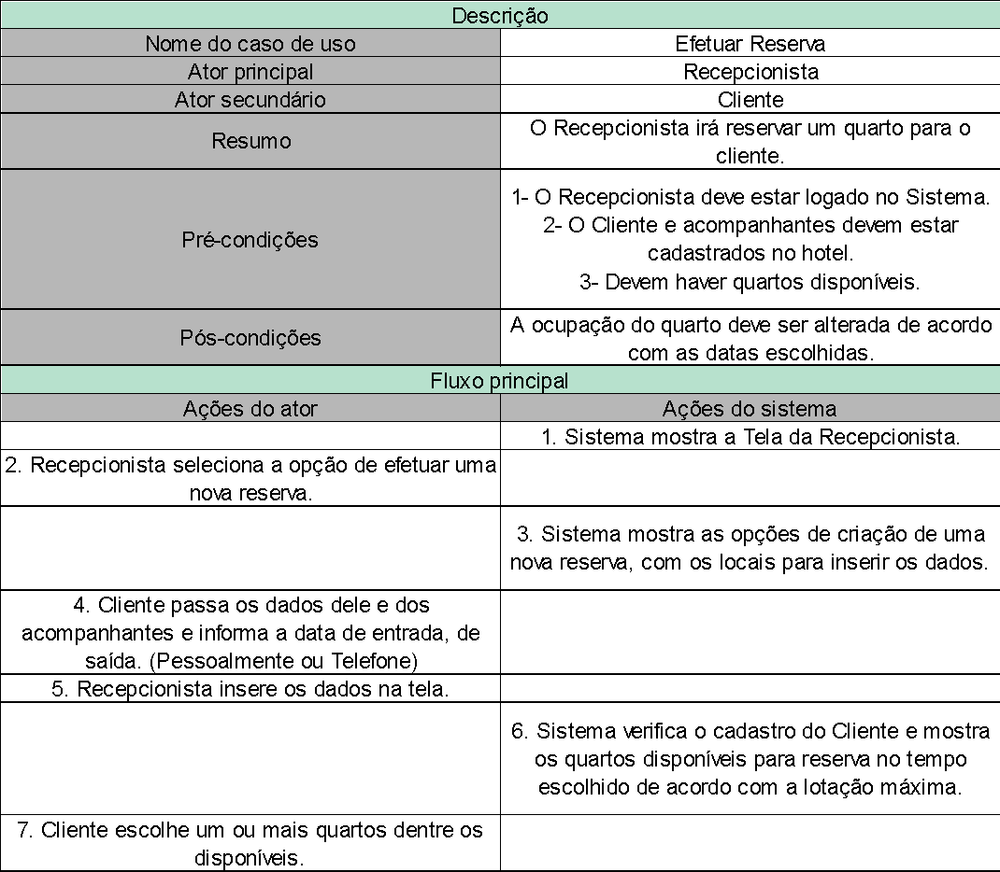 Descrição
Nome do caso de uso
Efetuar Reserva
Ator principal
Recepcionista
Ator secundário
Cliente
Resumo
O Recepcionista irá reservar um quarto para o
cliente.
Pré-condições
1- O Recepcionista deve estar logado no Sistema.
2- O Cliente e acompanhantes devem estar
cadastrados no hotel.
3- Devem haver quartos disponíveis.
Pós-condições
A ocupação do quarto deve ser alterada de acordo
com as datas escolhidas.
Fluxo principal
Ações do ator
Ações do sistema
1. Sistema mostra a Tela da Recepcionista.
2. Recepcionista seleciona a opção de efetuar uma
nova reserva.
3. Sistema mostra as opções de criação de uma
nova reserva, com os locais para inserir os dados.
4. Cliente passa os dados dele e dos
acompanhantes e informa a data de entrada, de
saída. (Pessoalmente ou Telefone)
5. Recepcionista insere os dados na tela.
6. Sistema verifica o cadastro do Cliente e mostra
os quartos disponíveis para reserva no tempo
escolhido de acordo com a lotação máxima.
7. Cliente escolhe um ou mais quartos dentre os
disponíveis.